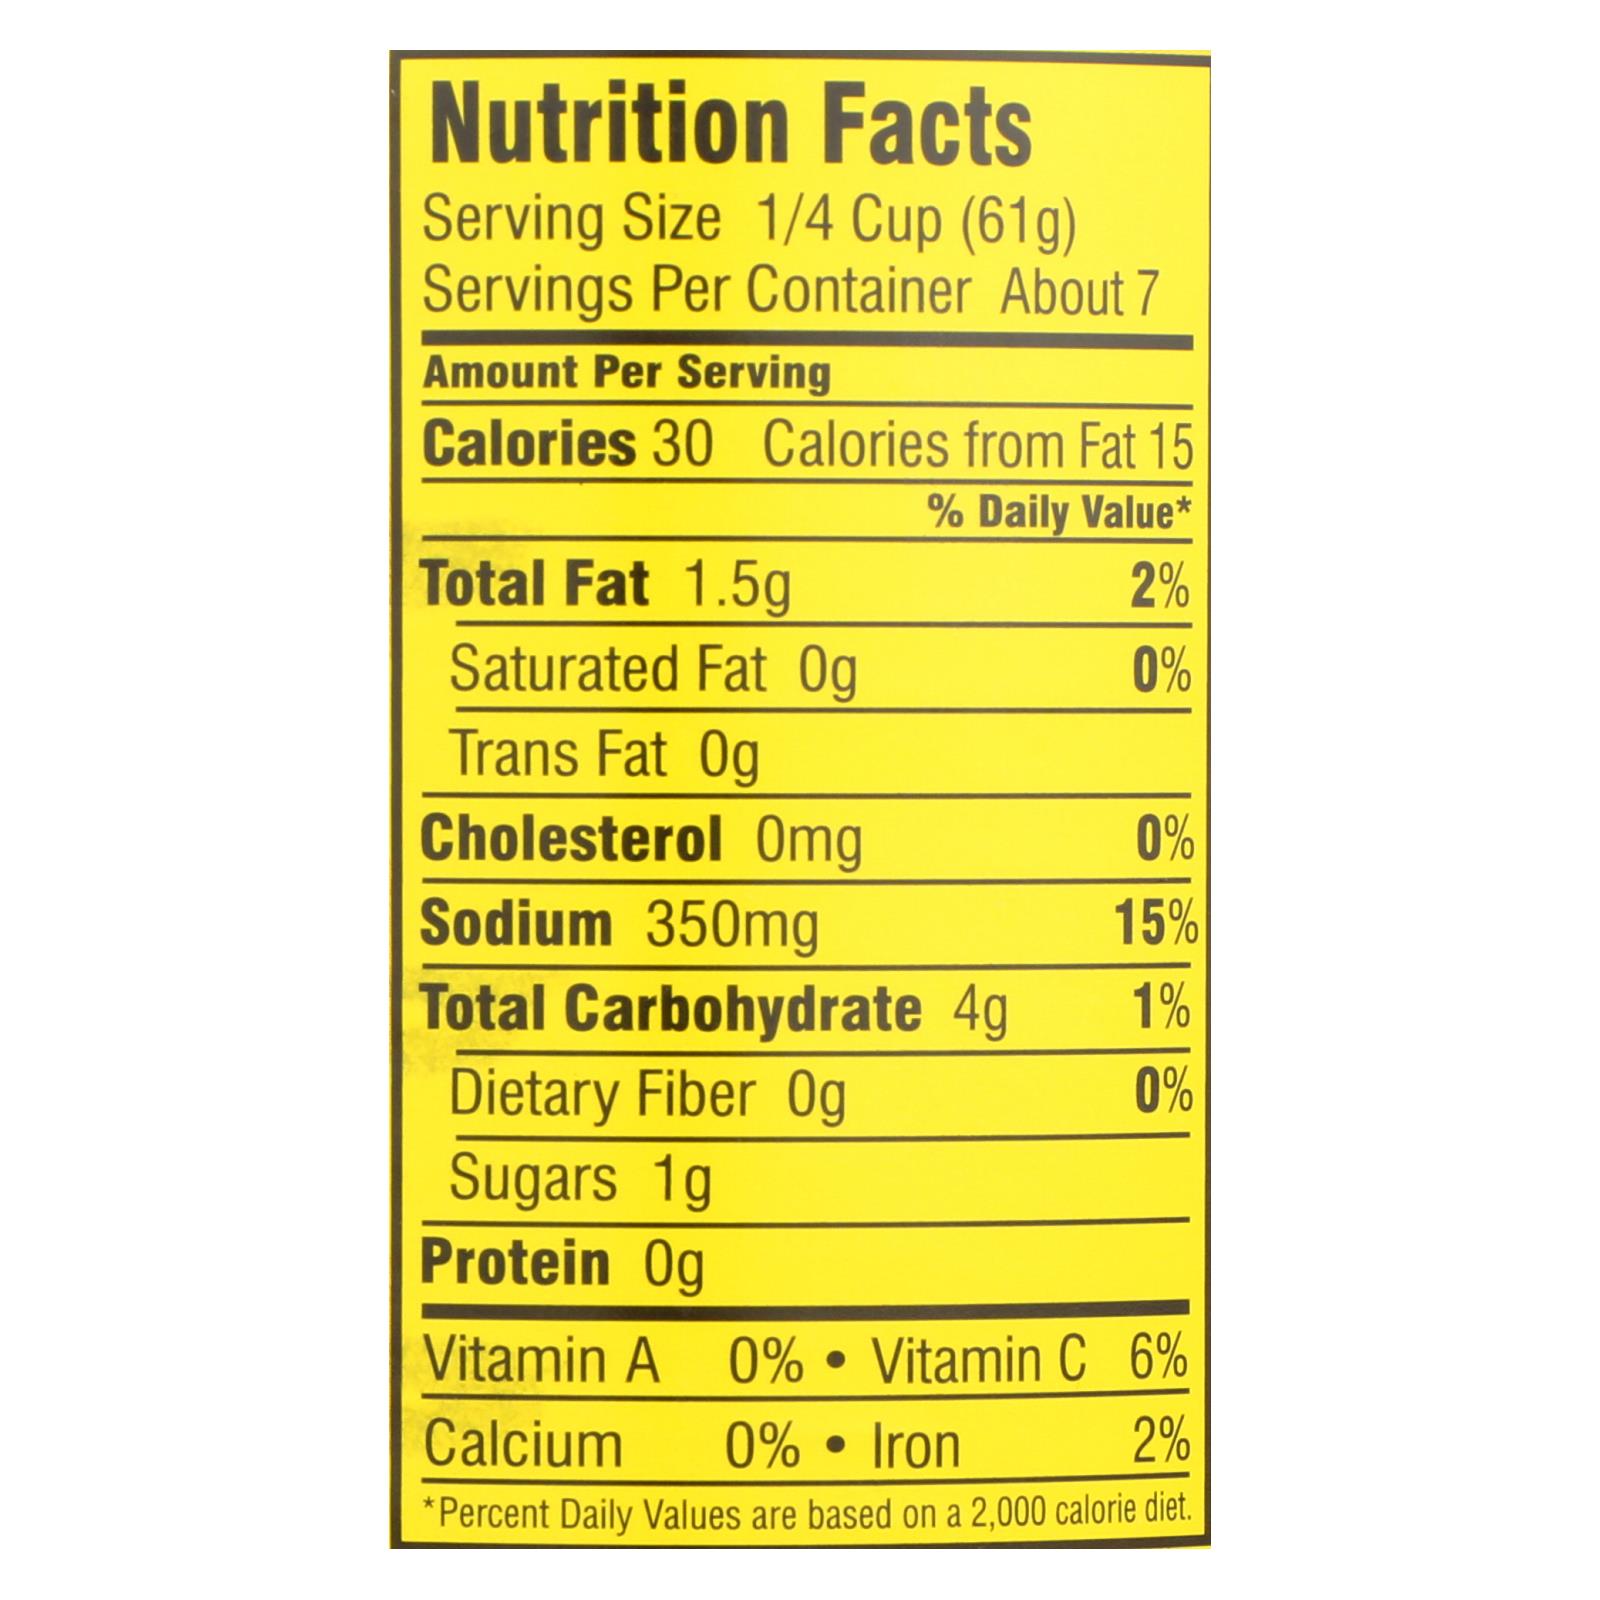 Nutrition Facts
Serving Size 1/4 Cup (61g)
Servings Per Container About 7
Amount Per Serving
Calories 30 Calories from Fat 15
% Daily Value*
Total Fat 1.5g 2%
Saturated Fat 0g 0%
Trans Fat 0g
Cholesterol 0mg 0%
Sodium 350mg 15%
Total Carbohydrate 4g 1%
Dietary Fiber 0g 0%
Sugars 1g
Protein 0g
Vitamin A 0% • Vitamin C 6%
Calcium 0% • Iron 2%
*Percent Daily Values are based on a 2,000 calorie diet.